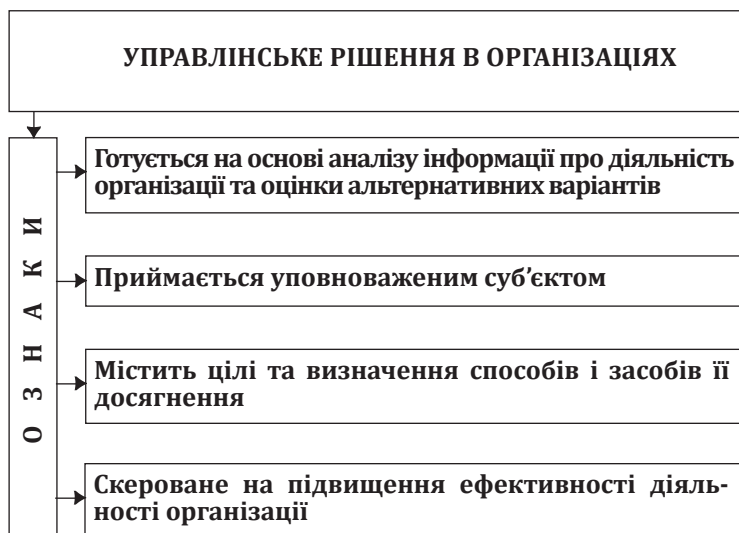 УПРАВЛІНСЬКЕ РІШЕННЯ В ОРГАНІЗАЦІЯХ
ОЗНАКИ
Готується на основі аналізу інформації про діяльність
організації та оцінки альтернативних варіантів
Приймається уповноваженим суб’єктом
Містить цілі та визначення способів і засобів її
досягнення
Скероване на підвищення ефективності діяль-
ності організації